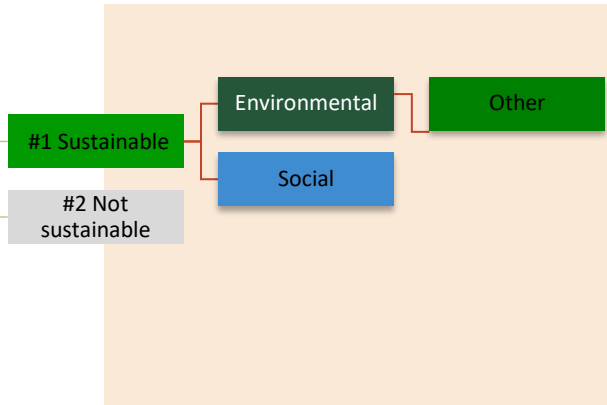 Environmental
Other
#1 Sustainable
Social
#2 Not
sustainable